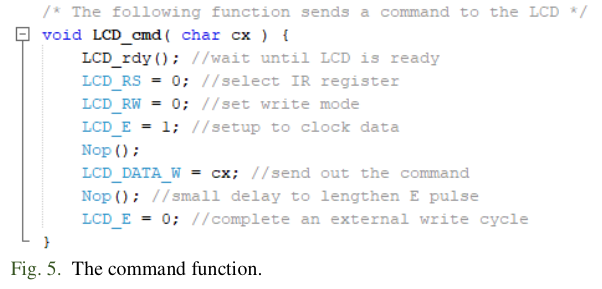 /* The following function sends a command to the LCD */
void LCD_cmd( char cx ) {
LCD_rdy(); //wait until LCD is ready
LCD_RS = 0; //select IR register
LCD_RW = 0; //set write mode
LCD_E = 1; //setup to clock data
Nop();
LCD_DATA_W = cx; //send out the command
Nop(); //small delay to lengthen E pulse
LCD_E = 0; //complete an external write cycle
}
Fig. 5. The command function.